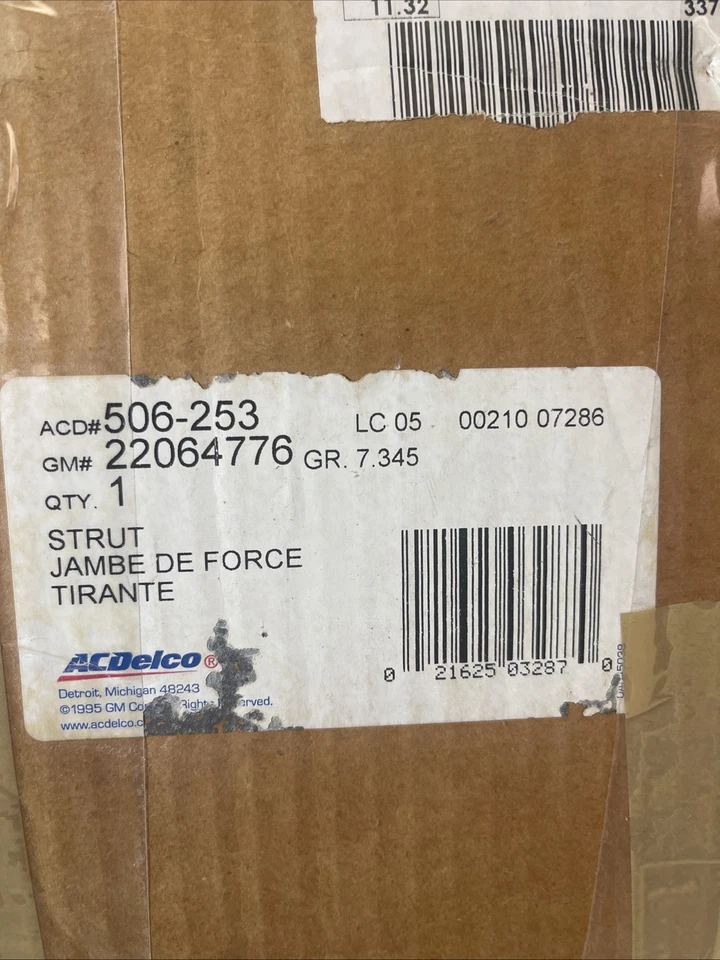 11.32 337
ACD# 506-253 LC 05 00210 07286
GM# 22064776 GR. 7.345
QTY. 1
STRUT
JAMBE DE FORCE
TIRANTE
ACDelco®
0 21625 03287 0
Detroit, Michigan 48243
©1995 GM
www.acdelco.c